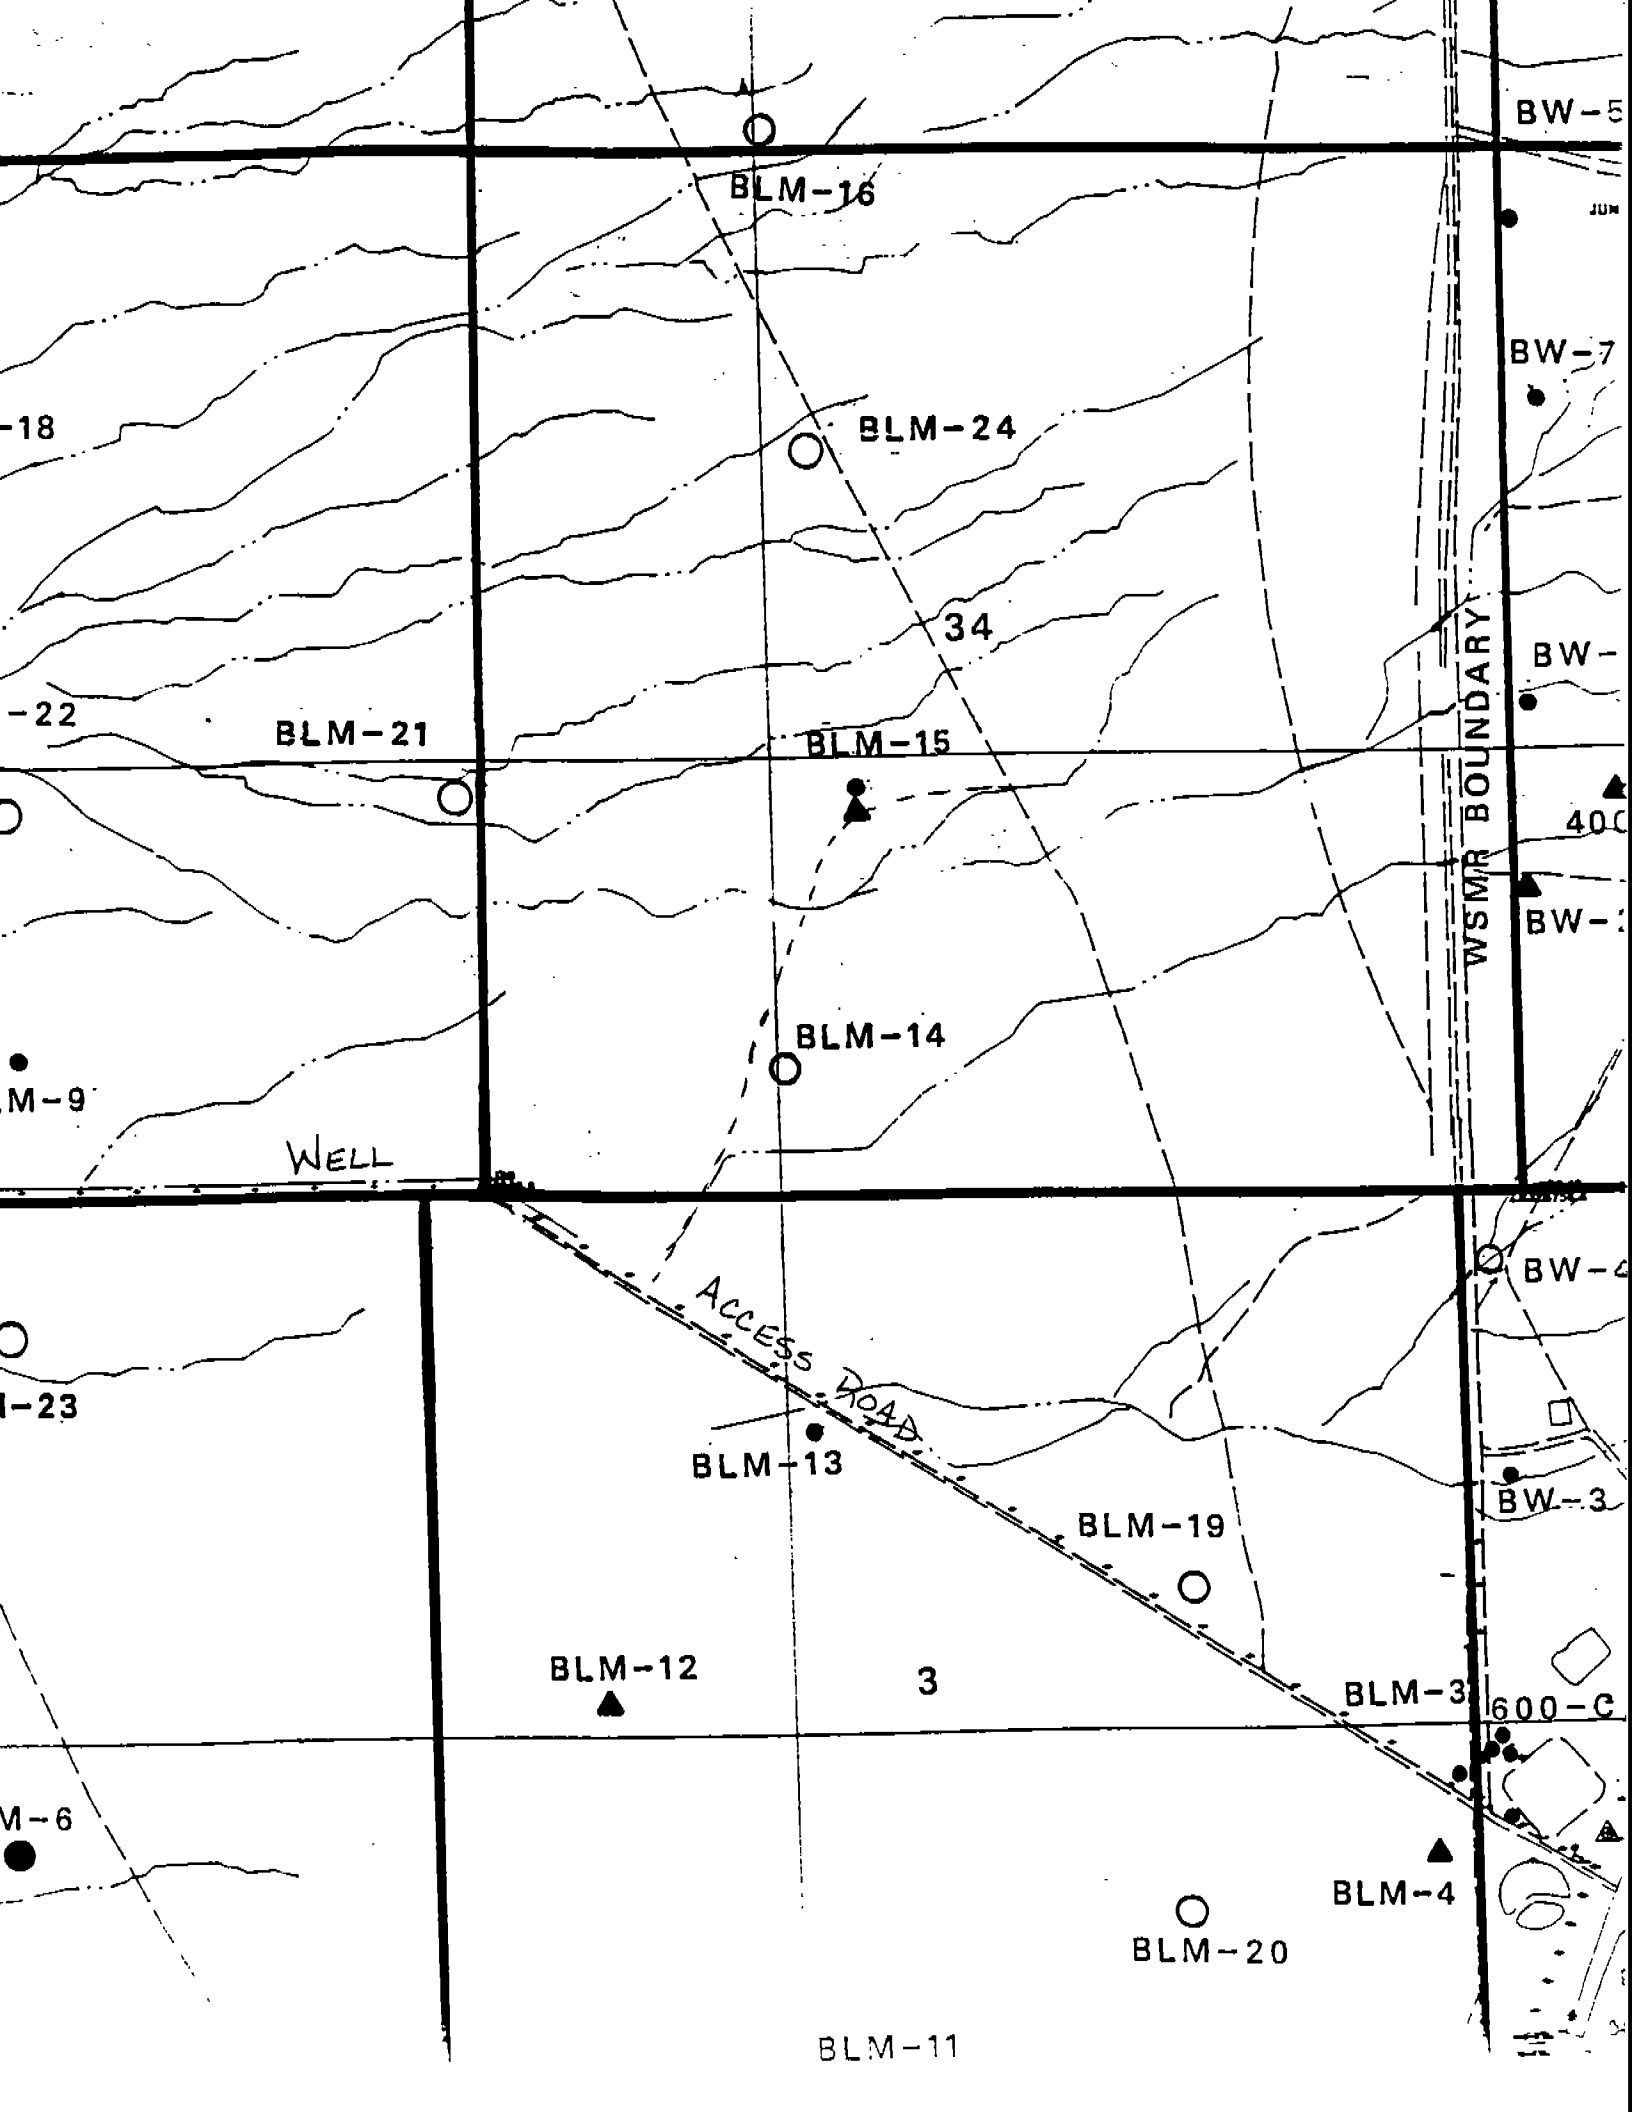 BW-5
BLM-16
JUN
BW-7
-18
BLM-24
34
BW-
-22
BLM-21
BLM-15
WSMR BOUNDARY
400
BW-
BLM-14
M-9
WELL
BW-4
ACCESS ROAD
-23
BLM-13
BW-3
BLM-19
BLM-12
3
BLM-3
600-C
M-6
BLM-4
BLM-20
BLM-11